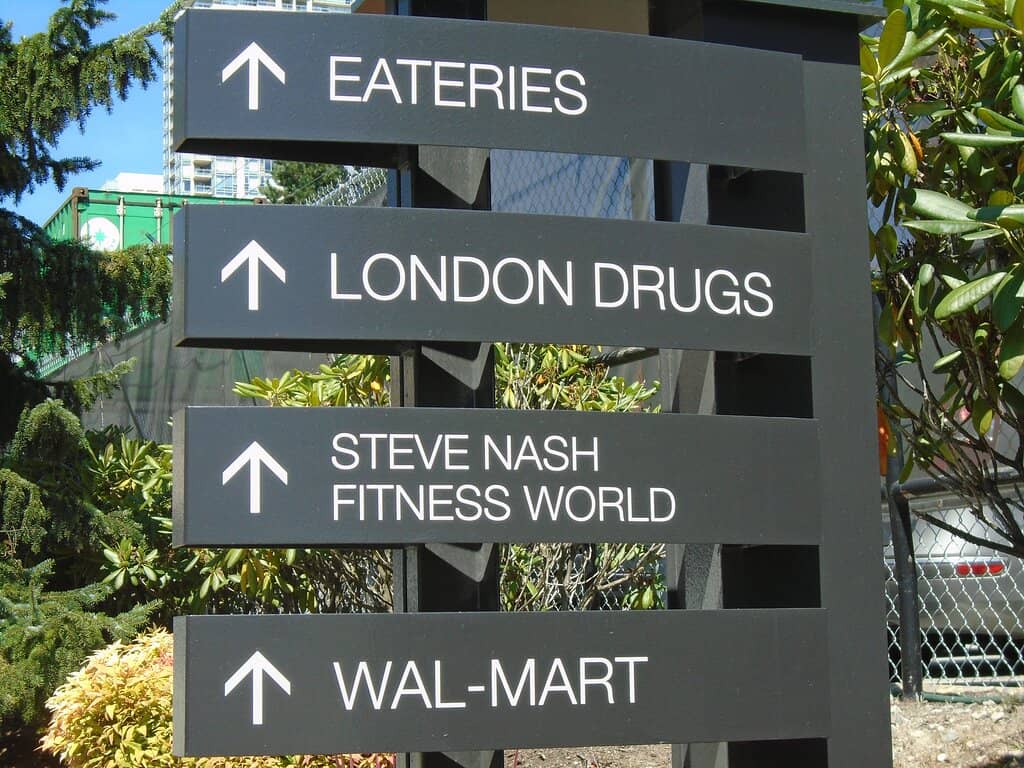 ↑ EATERIES
↑ LONDON DRUGS
↑ STEVE NASH
FITNESS WORLD
↑ WAL-MART